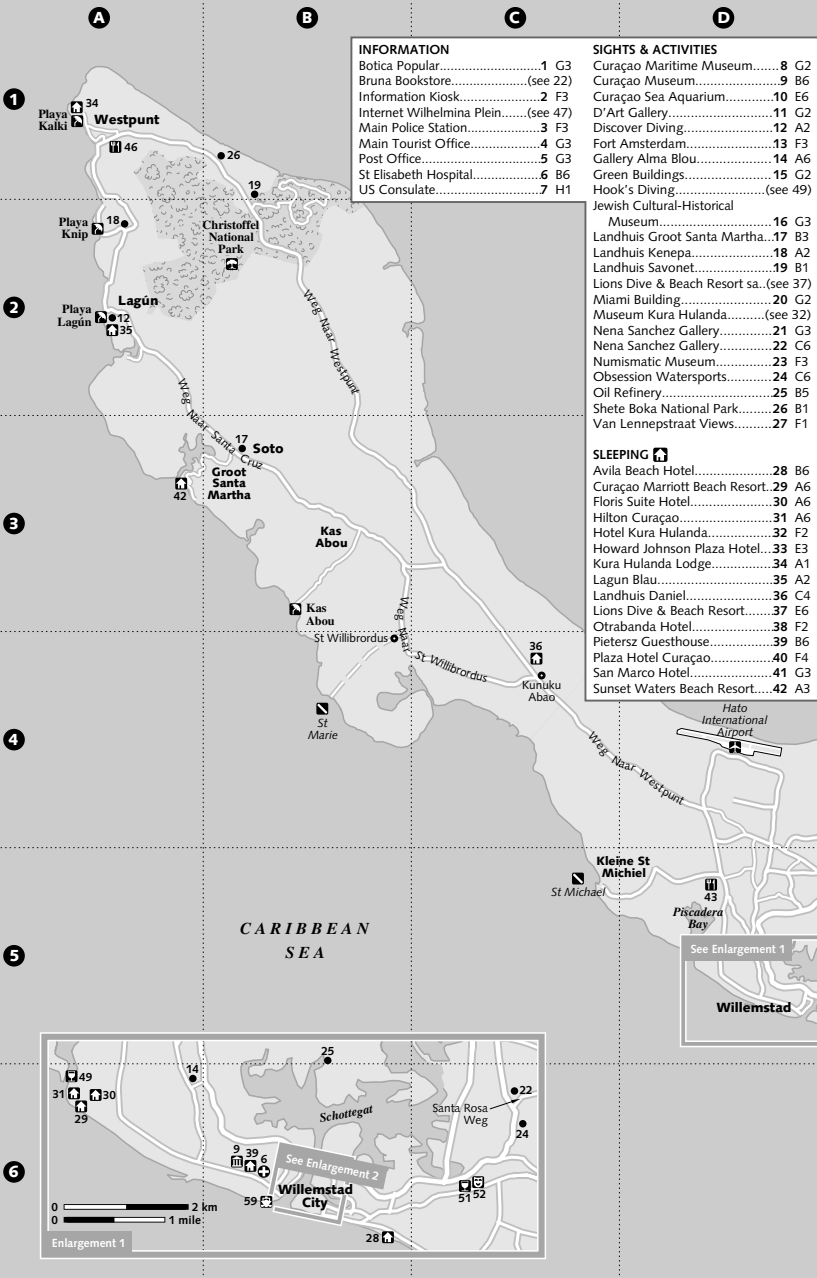 A
B
C
D
INFORMATION
Botica Popular.........................1 G3
Bruna Bookstore...............(see 22)
Information Kiosk..................2 F3
Internet Wilhelmina Plein.....(see 47)
Main Police Station................3 F3
Main Tourist Office................4 G3
Post Office............................5 G3
St Elisabeth Hospital..............6 B6
US Consulate.........................7 H1
SIGHTS & ACTIVITIES
Curaçao Maritime Museum.......8 G2
Curaçao Museum...................9 B6
Curaçao Sea Aquarium..........10 E6
D'Art Gallery.......................11 G2
Discover Diving....................12 A2
Fort Amsterdam...................13 F3
Gallery Alma Blou................14 A6
Green Buildings...................15 G2
Hook's Diving....................(see 49)
Jewish Cultural-Historical
Museum............................16 G3
Landhuis Groot Santa Martha..17 B3
Landhuis Kenepa..................18 A2
Landhuis Savonet.................19 B1
Lions Dive & Beach Resort sa..(see 37)
Miami Building....................20 G2
Museum Kura Hulanda.........(see 32)
Nena Sanchez Gallery...........21 G3
Nena Sanchez Gallery...........22 C6
Numismatic Museum............23 F3
Obsession Watersports..........24 C6
Oil Refinery.........................25 B5
Shete Boka National Park......26 B1
Van Lennepstraat Views.........27 F1
SLEEPING
Avila Beach Hotel.................28 B6
Curaçao Marriott Beach Resort..29 A6
Floris Suite Hotel..................30 A6
Hilton Curaçao.....................31 A6
Hotel Kura Hulanda..............32 F2
Howard Johnson Plaza Hotel...33 E3
Kura Hulanda Lodge.............34 A1
Lagun Blau..........................35 A2
Landhuis Daniel....................36 C4
Lions Dive & Beach Resort......37 E6
Otrabanda Hotel...................38 F2
Pietersz Guesthouse..............39 B6
Plaza Hotel Curaçao..............40 F4
San Marco Hotel...................41 G3
Sunset Waters Beach Resort....42 A3
1
34
Playa
Kalki
Westpunt
46
26
19
18
Playa
Knip
Christoffel
National
Park
2
Lagún
Playa
Lagún
12
35
Weg Naar Westpunt
Weg Naar Santa Cruz
17
Soto
Groot
Santa
Martha
42
3
Kas
Abou
Kas
Abou
St Willibrordus
Weg Naar St Willibrordus
36
Kunuku
Abao
St
Marie
4
Hato
International
Airport
Weg Naar Westpunt
Kleine St
Michiel
St Michael
43
Piscadera
Bay
CARIBBEAN
SEA
5
See Enlargement 1
Willemstad
25
14
49
31
30
29
22
Santa Rosa
Weg
24
Schottegat
6
9
39
6
See Enlargement 2
Willemstad
City
59
51
52
28
0 2 km
0 1 mile
Enlargement 1